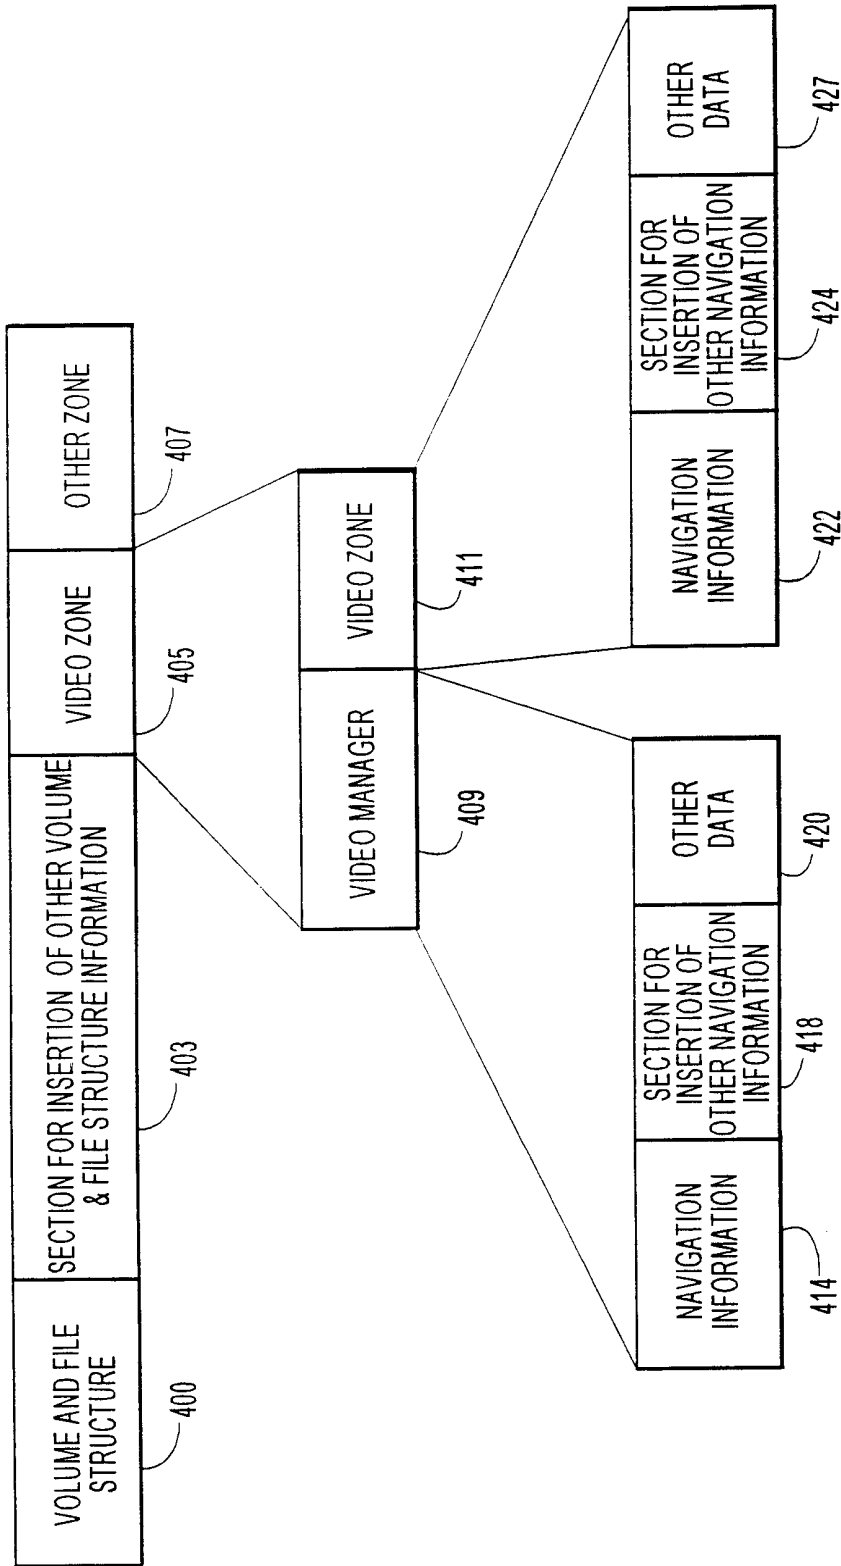 VOLUME AND FILE
STRUCTURE
400
SECTION FOR INSERTION OF OTHER VOLUME
& FILE STRUCTURE INFORMATION
403
VIDEO ZONE
405
OTHER ZONE
407
VIDEO MANAGER
409
VIDEO ZONE
411
NAVIGATION
INFORMATION
414
SECTION FOR
INSERTION OF
OTHER NAVIGATION
INFORMATION
418
OTHER
DATA
420
NAVIGATION
INFORMATION
422
SECTION FOR
INSERTION OF
OTHER NAVIGATION
INFORMATION
424
OTHER
DATA
427